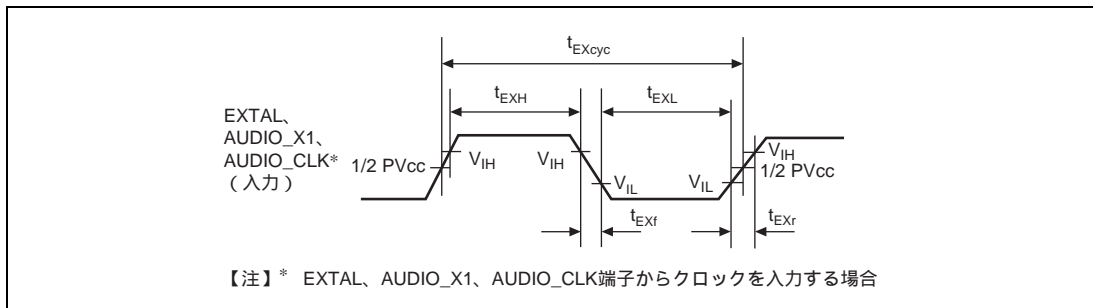 tEXcyc
tEXH
tEXL
EXTAL、
AUDIO_X1、
AUDIO_CLK*
（入力）
1/2 PVcc
VIH
VIH
VIL
VIL
VIH
1/2 PVcc
tEXf
tEXr
【注】* EXTAL、AUDIO_X1、AUDIO_CLK端子からクロックを入力する場合